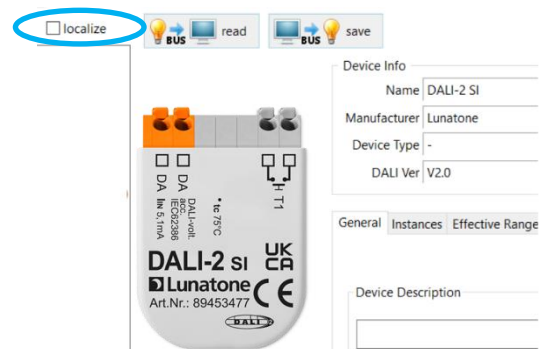 localize
BUS
read
BUS
save
Device Info
Name DALI-2 SI
Manufacturer Lunatone
Device Type -
DALI Ver V2.0
General Instances Effective Range
Device Description
DA
DA
IN 5,1mA
DALI-volt.
acc.
IEC62386
• tc 75°C
T1
DALI-2 SI
UK
CA
Lunatone
Art.Nr.: 89453477
CE
DALI 2